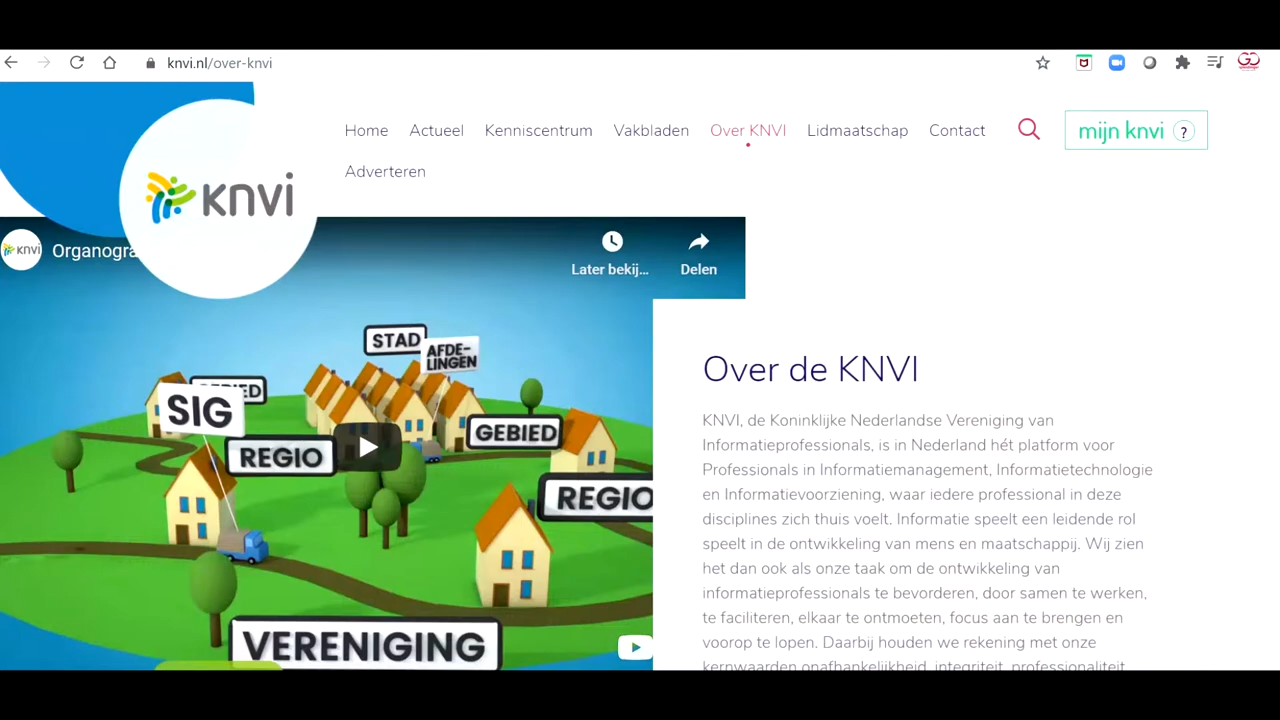 knvi.nl/over-knvi
Home Actueel Kenniscentrum Vakbladen Over KNVI Lidmaatschap Contact
mijn knvi ?
Adverteren
knvi
knvi
Later bekij...
Delen
STAD
AFDE-
LINGEN
SIG
REGIO
GEBIED
REGIO
VERENIGING
Over de KNVI
KNVI, de Koninklijke Nederlandse Vereniging van
Informatieprofessionals, is in Nederland hét platform voor
Professionals in Informatiemanagement, Informatietechnologie
en Informatievoorziening, waar iedere professional in deze
disciplines zich thuis voelt. Informatie speelt een leidende rol
speelt in de ontwikkeling van mens en maatschappij. Wij zien
het dan ook als onze taak om de ontwikkeling van
informatieprofessionals te bevorderen, door samen te werken,
te faciliteren, elkaar te ontmoeten, focus aan te brengen en
voorop te lopen. Daarbij houden we rekening met onze
kernwaarden onafhankelijkheid, integriteit, professionaliteit